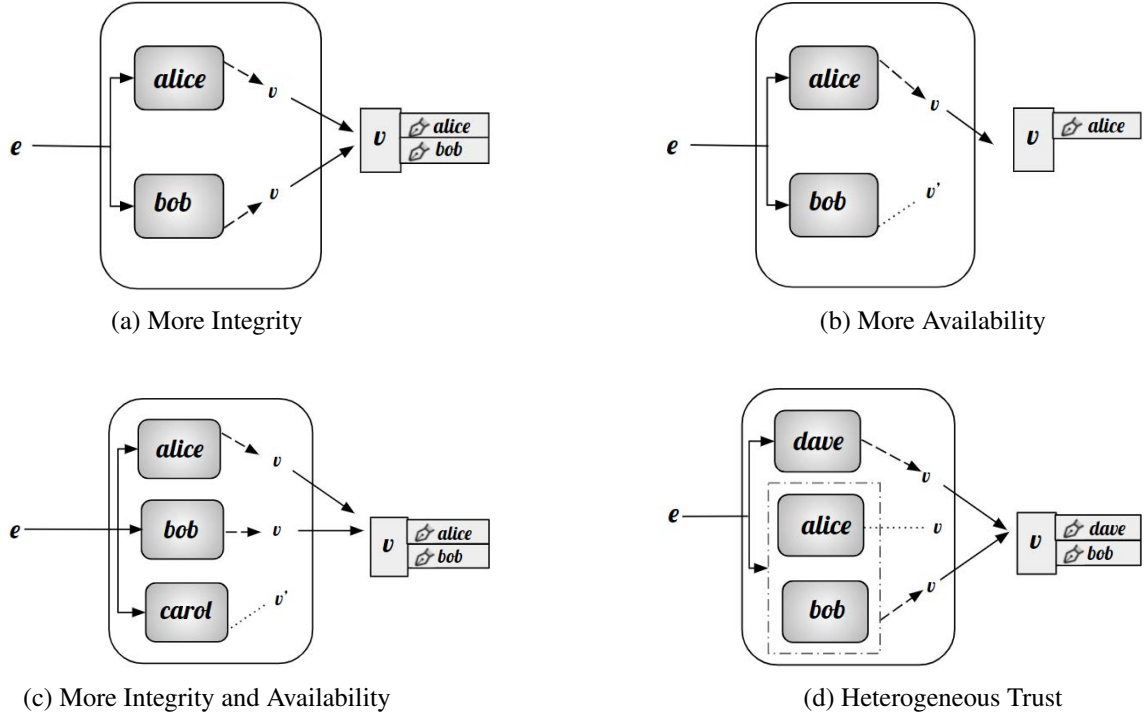 alice
v
e
v
alice
bob
bob
v
(a) More Integrity
alice
v
e
v
alice
bob
v'
(b) More Availability
alice
v
e
bob
v
v
alice
bob
carol
v'
(c) More Integrity and Availability
dave
v
e
alice
v
v
dave
bob
bob
v
(d) Heterogeneous Trust